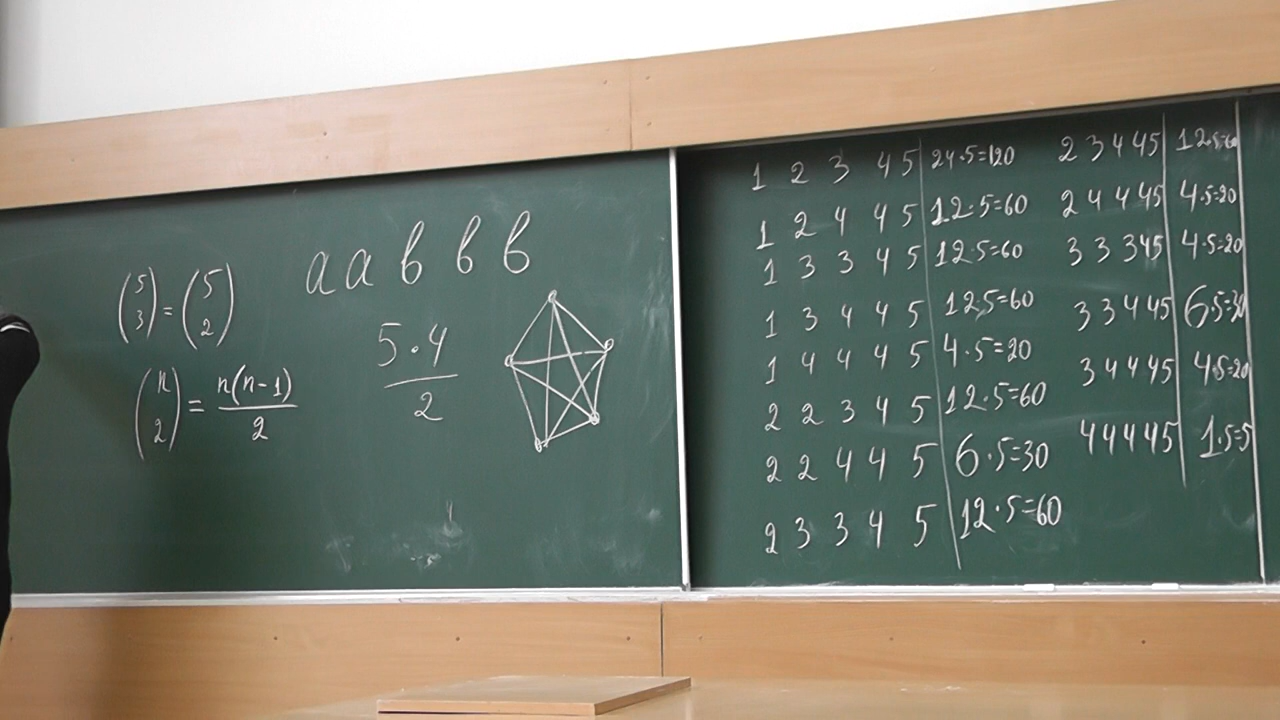 a a в в в
(5 3) = (5 2)
5·4 / 2
(n 2) = n(n-1) / 2
1 2 3 4 5 24·5=120
1 2 4 4 5 12·5=60
1 3 3 4 5 12·5=60
1 3 4 4 5 12·5=60
1 4 4 4 5 4·5=20
2 2 3 4 5 12·5=60
2 2 4 4 5 6·5=30
2 3 3 4 5 12·5=60
2 3 4 4 5 12·5=60
2 4 4 4 5 4·5=20
3 3 3 4 5 4·5=20
3 3 4 4 5 6·5=30
3 4 4 4 5 4·5=20
4 4 4 4 5 1·5=5